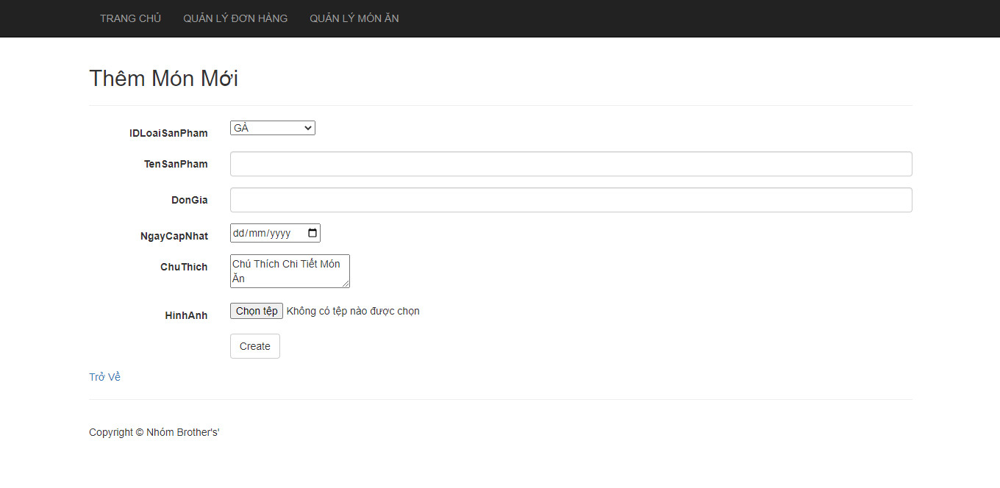 TRANG CHỦ QUẢN LÝ ĐƠN HÀNG QUẢN LÝ MÓN ĂN
Thêm Món Mới
IDLoaiSanPham GÀ
TenSanPham
DonGia
NgayCapNhat dd/mm/yyyy
ChuThich Chú Thích Chi Tiết Món
Ăn
HinhAnh Chọn tệp Không có tệp nào được chọn
Create
Trở Về
Copyright © Nhóm Brother's'